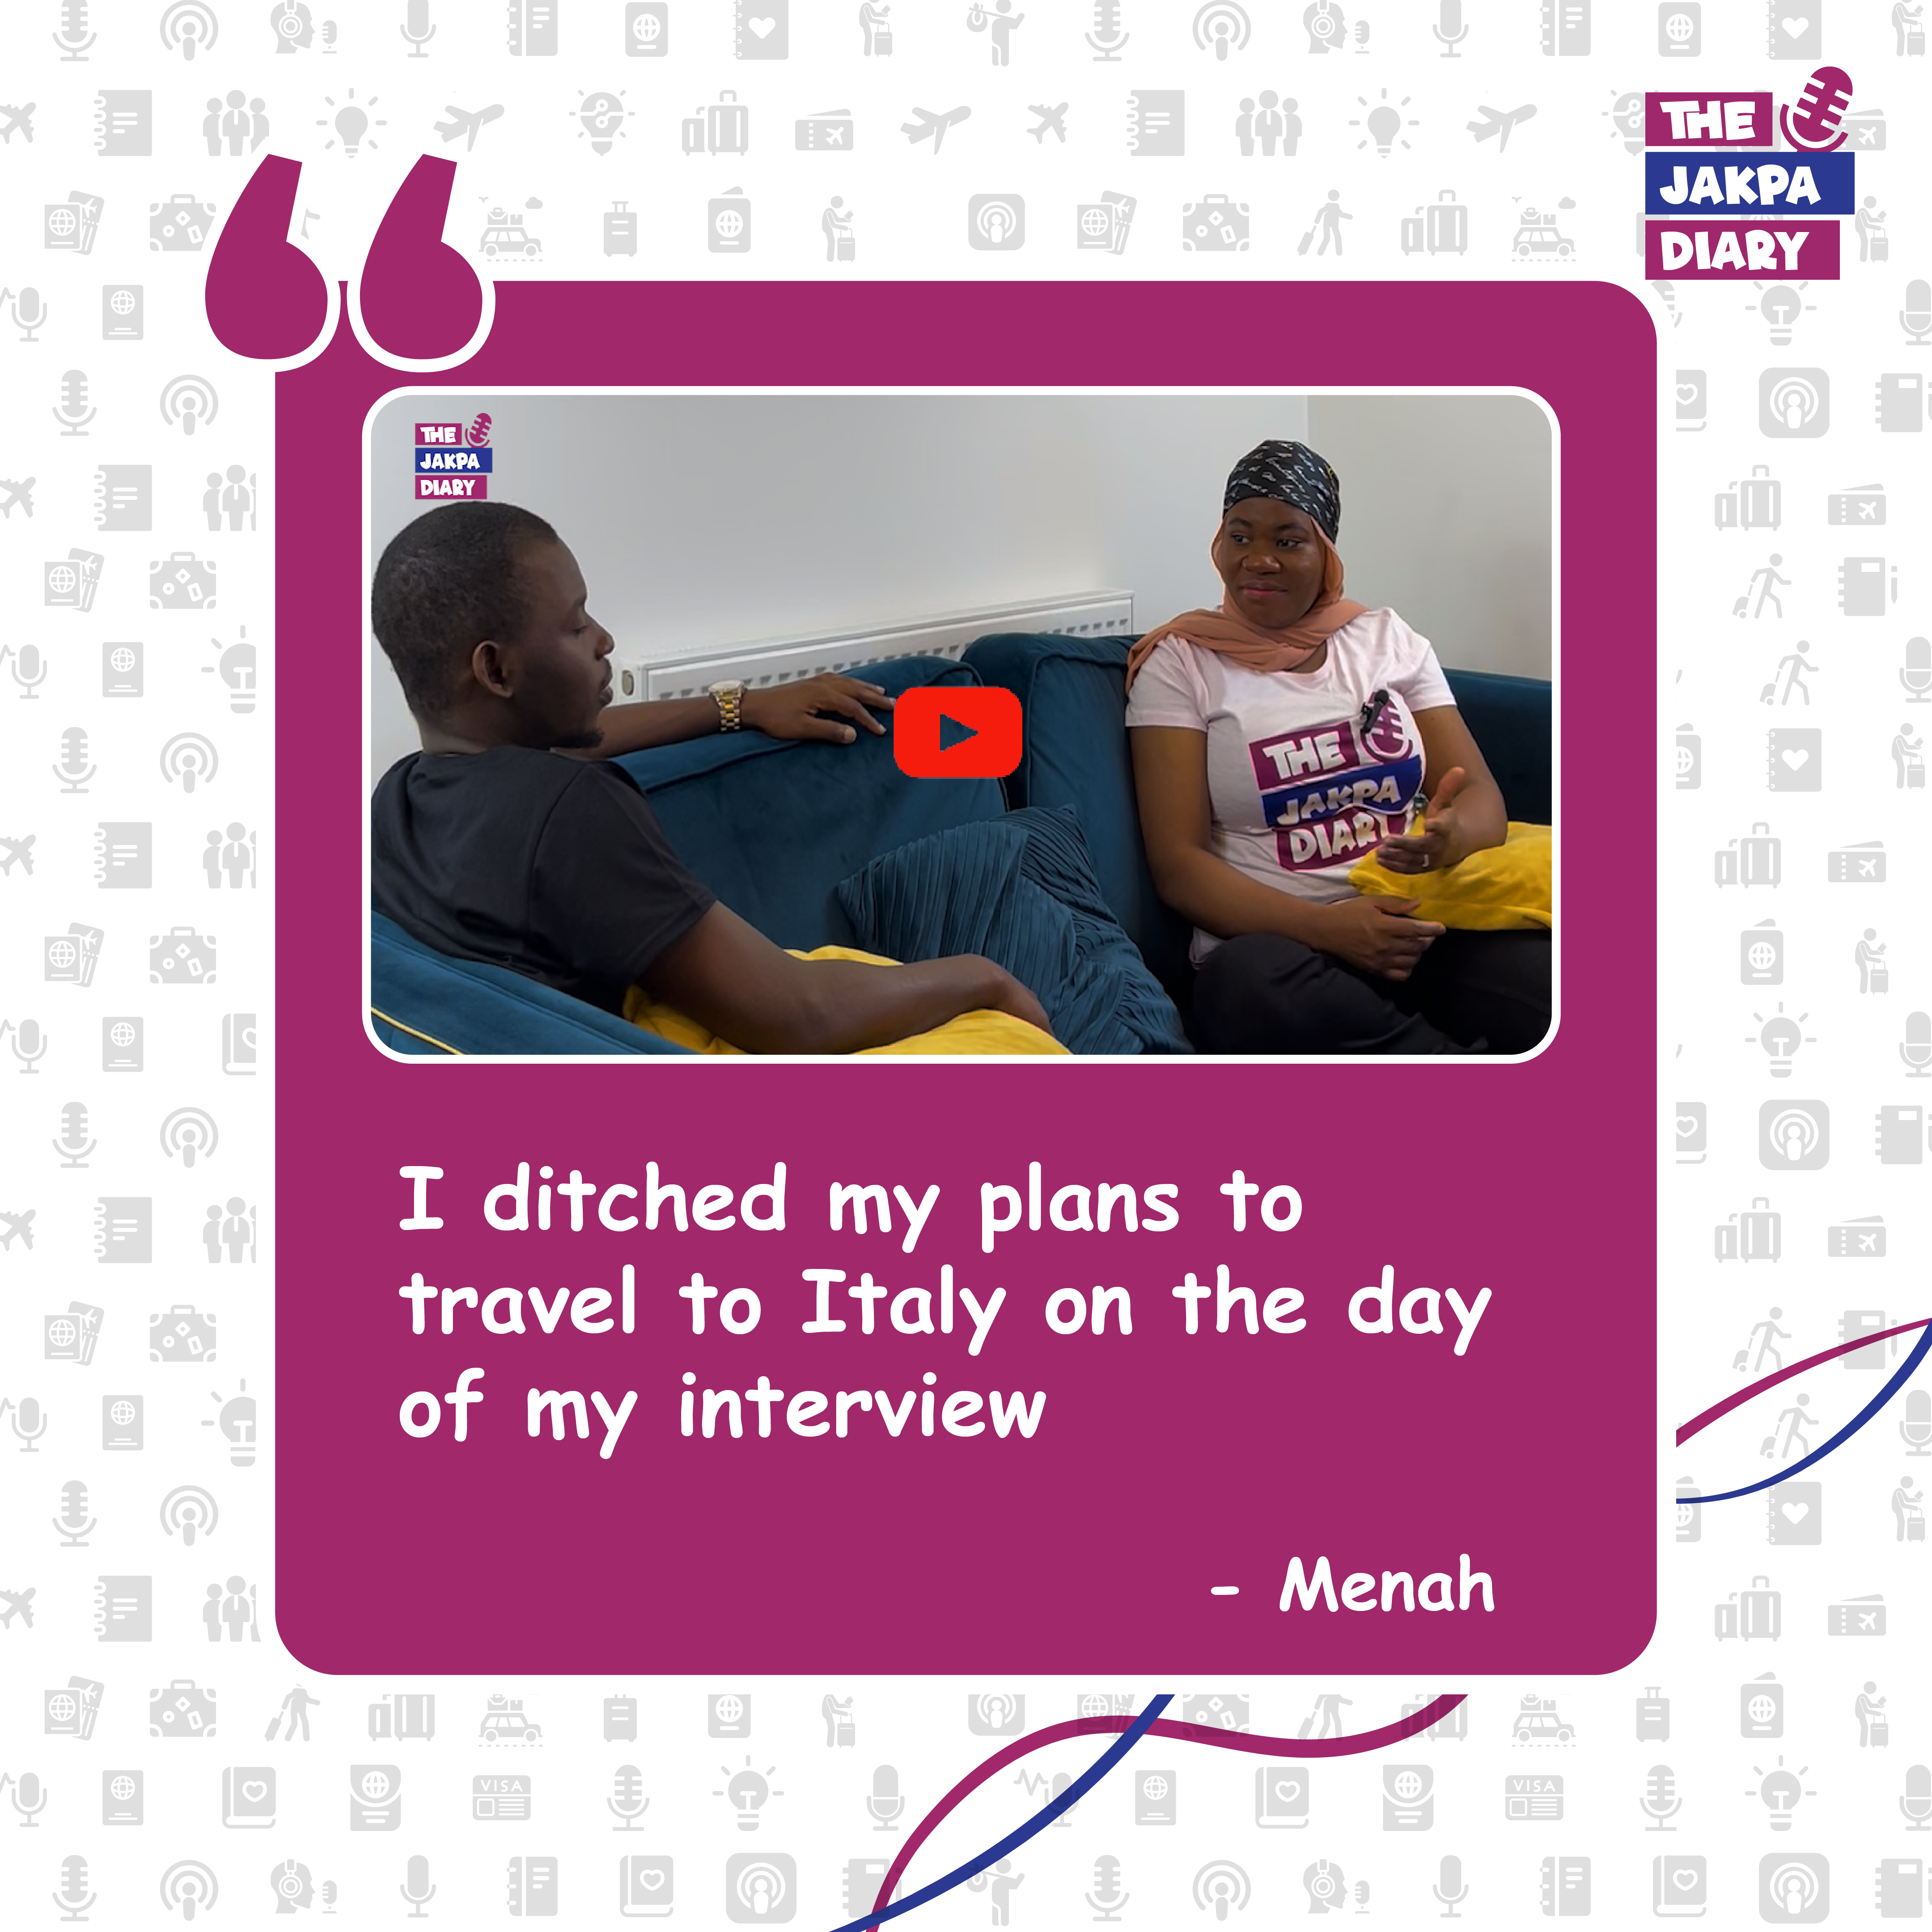 THE
JAKPA
DIARY
THE
JAKPA
DIARY
THE
JAKPA
DIARY
I ditched my plans to
travel to Italy on the day
of my interview
- Menah
VISA
VISA